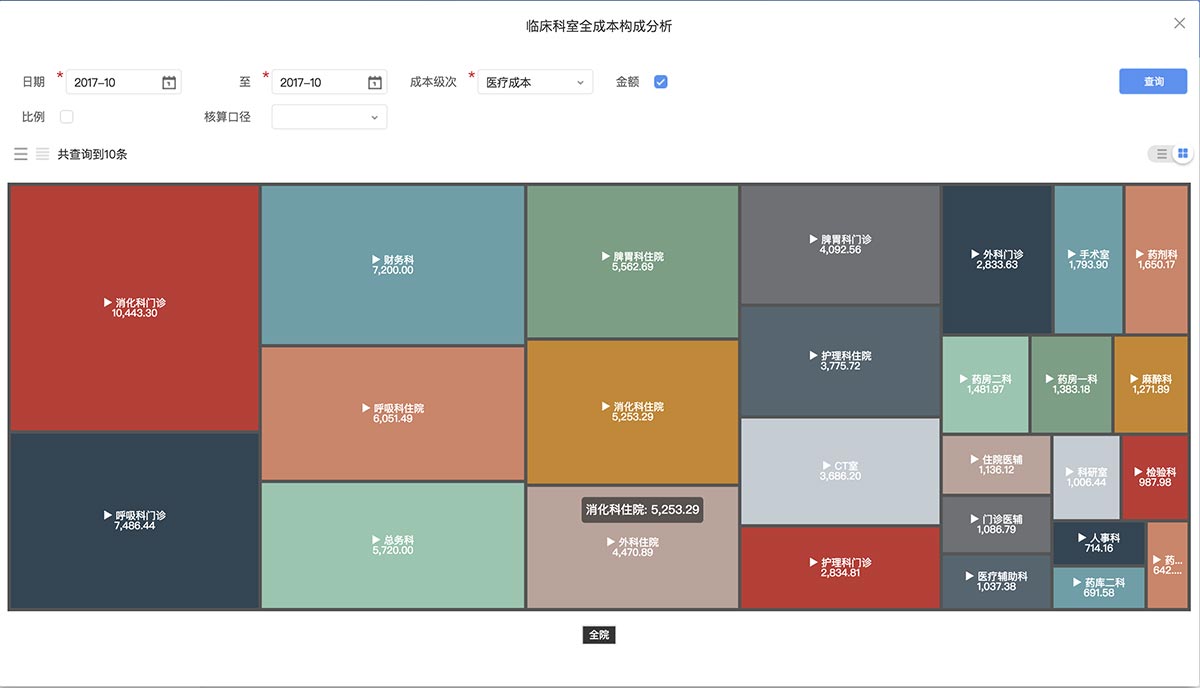 临床科室全成本构成分析
日期 * 2017-10 至 * 2017-10 成本级次 * 医疗成本 金额 查询
比例 核算口径
共查询到10条
消化科门诊
10,443.30
呼吸科门诊
7,486.44
财务科
7,200.00
呼吸科住院
6,051.49
总务科
5,720.00
脾胃科住院
5,562.69
消化科住院
5,253.29
消化科住院: 5,253.29
外科住院
4,470.89
脾胃科门诊
4,092.56
护理科住院
3,775.72
CT室
3,686.20
护理科门诊
2,834.81
外科门诊
2,833.63
手术室
1,793.90
药剂科
1,650.17
药房二科
1,481.97
药房一科
1,383.18
麻醉科
1,271.89
住院医辅
1,136.12
门诊医辅
1,086.79
医疗辅助科
1,037.38
科研室
1,006.44
检验科
987.98
人事科
714.16
药库二科
691.58
药...
642....
全院